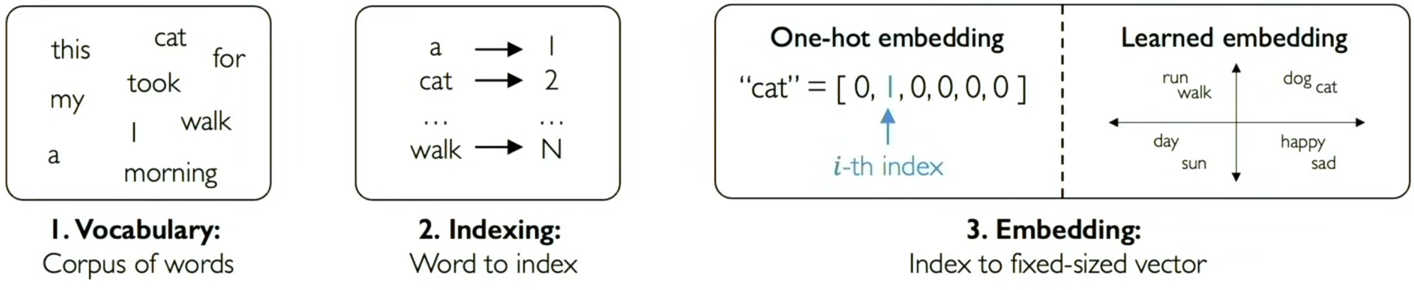 this
cat
for
took
my
I
walk
a
morning
1. Vocabulary:
Corpus of words
a → 1
cat → 2
... ...
walk → N
2. Indexing:
Word to index
One-hot embedding
“cat” = [ 0, 1, 0, 0, 0, 0 ]
i-th index
Learned embedding
run
walk
dog
cat
day
sun
happy
sad
3. Embedding:
Index to fixed-sized vector